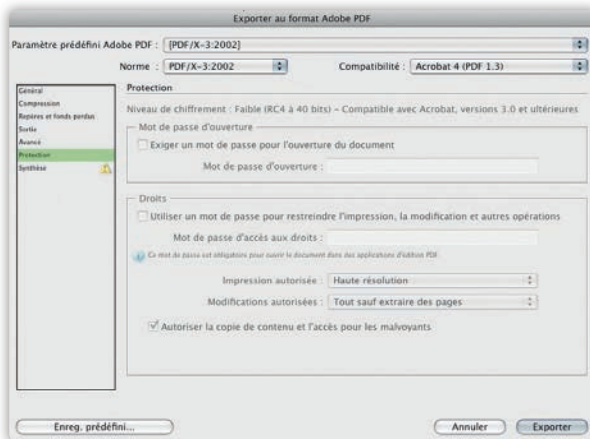 Exporter au format Adobe PDF
Paramètre prédéfini Adobe PDF : [PDF/X-3:2002]
Norme : PDF/X-3:2002 Compatibilité : Acrobat 4 (PDF 1.3)
Général
Compression
Repères et fonds perdus
Sortie
Avancé
Protection
Synthèse
Protection
Niveau de chiffrement : Faible (RC4 à 40 bits) – Compatible avec Acrobat, versions 3.0 et ultérieures
Mot de passe d'ouverture
Exiger un mot de passe pour l'ouverture du document
Mot de passe d'ouverture :
Droits
Utiliser un mot de passe pour restreindre l'impression, la modification et autres opérations
Mot de passe d'accès aux droits :
Ce mot de passe est obligatoire pour ouvrir le document dans des applications d'édition PDF.
Impression autorisée : Haute résolution
Modifications autorisées : Tout sauf extraire des pages
Autoriser la copie de contenu et l'accès pour les malvoyants
Enreg. prédéfini... Annuler Exporter